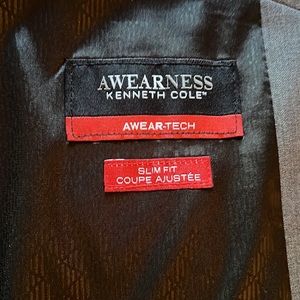 AWEARNESS
KENNETH COLE™
AWEAR-TECH
SLIM FIT
COUPE AJUSTÉE